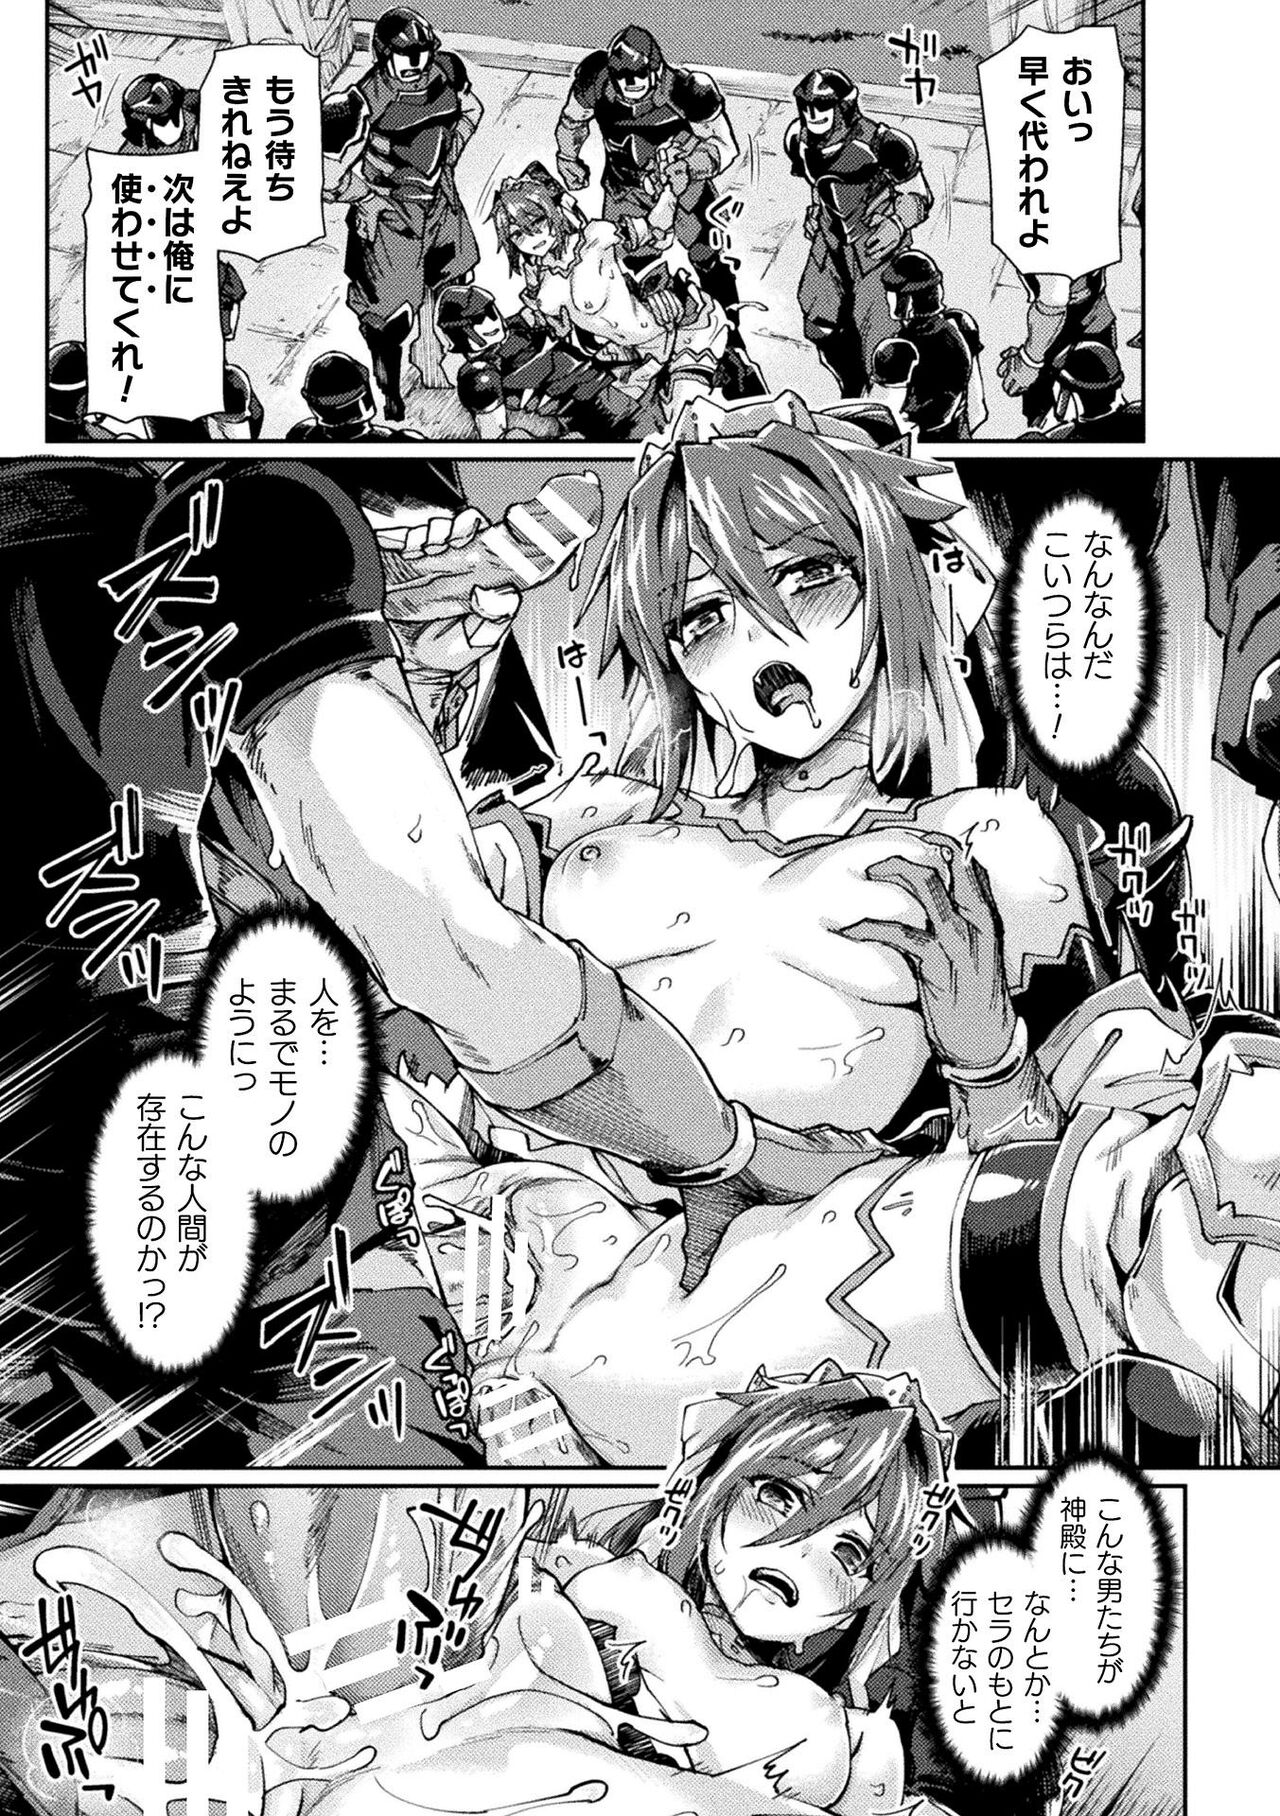 おいっ
早く代われよ
もう待ち
きれねえよ
次は俺に
使わせてくれ！
ガヤ
ガヤ
なんなんだ
こいつらは…！
はー
はーっ
ズッ
ズッ
人を…
まるでモノの
ようにっ
こんな人間が
存在するのかっ!?
こんな男たちが
神殿に…
なんとか…
セラのもとに
行かないと